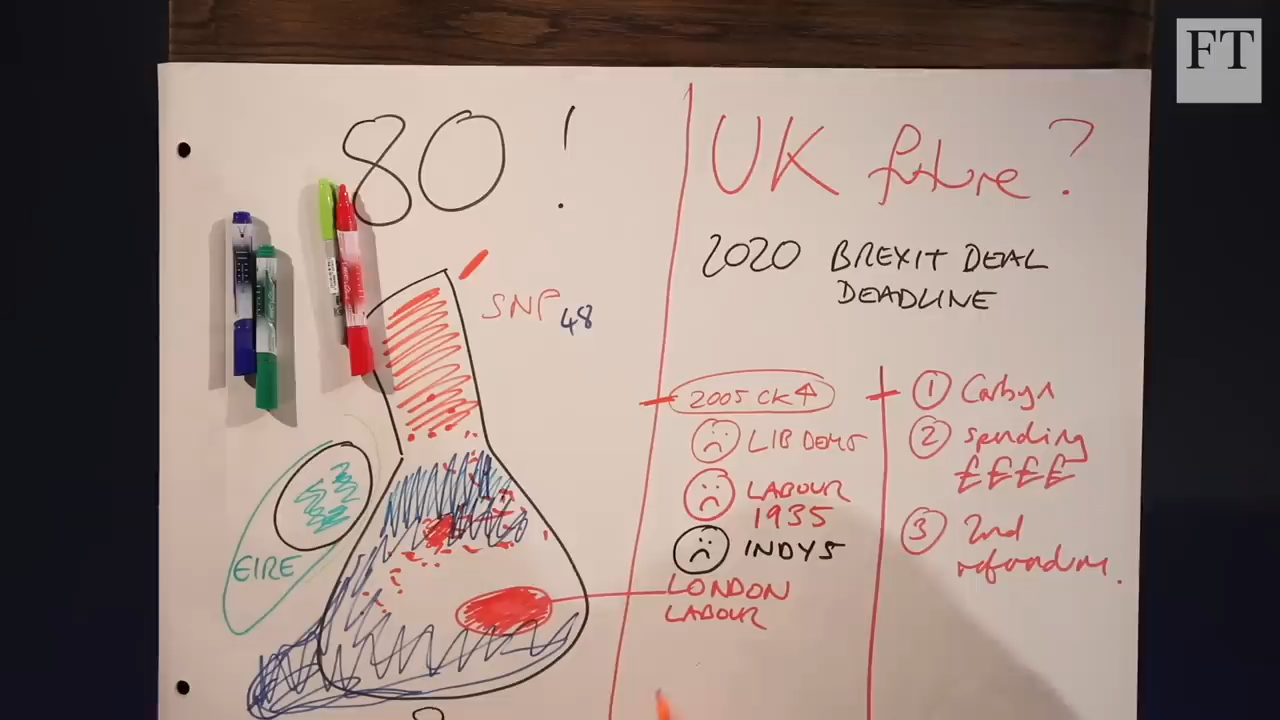 FT
80!
SNP 48
EIRE
UK future?
2020 BREXIT DEAL
DEADLINE
2005 CK
LIB DEMS
LABOUR
1935
INDYS
LONDON
LABOUR
1 Corbyn
2 spending
££££
3 2nd
referendum.